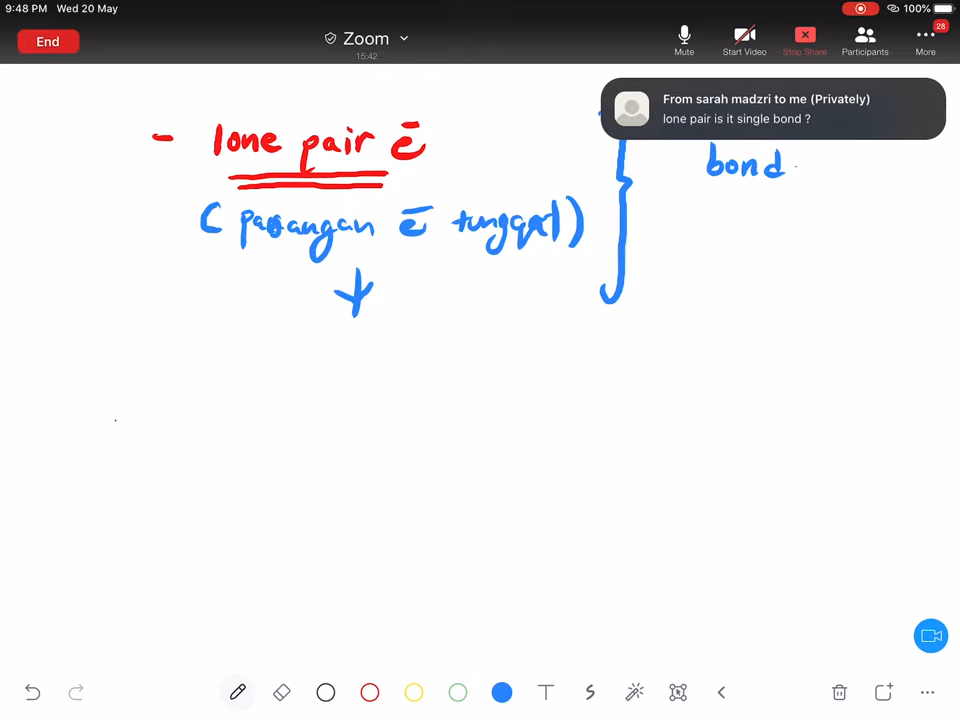 9:48 PM Wed 20 May
100%
End
Zoom
15:42
Mute
Start Video
Stop Share
Participants
28
More
From sarah madzri to me (Privately)
lone pair is it single bond ?
- lone pair ē
bond
( pasangan ē tunggal )
T